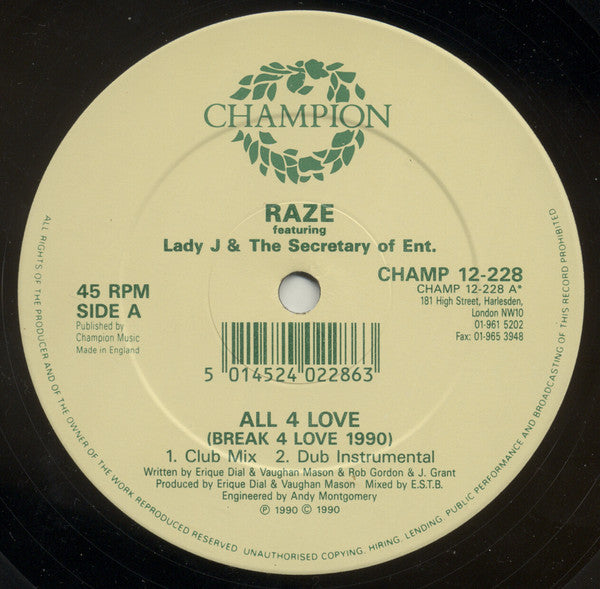 CHAMPION
RAZE
featuring
Lady J & The Secretary of Ent.
45 RPM
SIDE A
Published by
Champion Music
Made in England
CHAMP 12-228
CHAMP 12-228 A*
181 High Street, Harlesden,
London NW10
01-961 5202
Fax: 01-965 3948
5 014524 022863
ALL 4 LOVE
(BREAK 4 LOVE 1990)
1. Club Mix 2. Dub Instrumental
Written by Erique Dial & Vaughan Mason & Rob Gordon & J. Grant
Produced by Erique Dial & Vaughan Mason Mixed by E.S.T.B.
Engineered by Andy Montgomery
℗ 1990 © 1990
ALL RIGHTS OF THE PRODUCER AND OF THE OWNER OF THE WORK REPRODUCED RESERVED. UNAUTHORISED COPYING, HIRING, LENDING, PUBLIC PERFORMANCE AND BROADCASTING OF THIS RECORD PROHIBITED